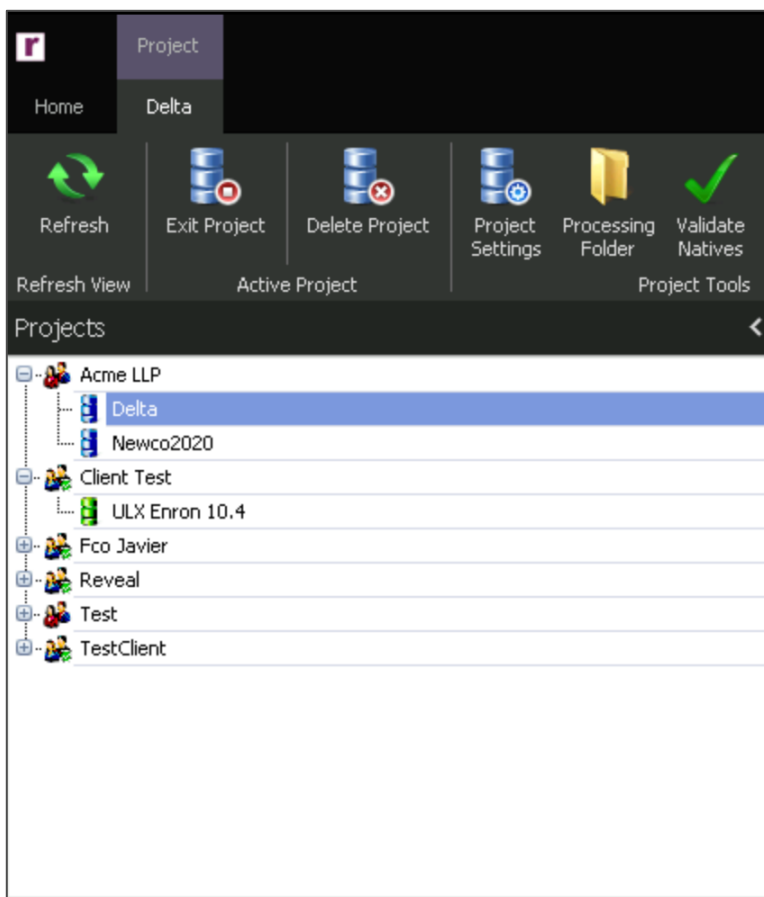 r
Project
Home Delta
Refresh Exit Project Delete Project Project Settings Processing Folder Validate Natives
Refresh View Active Project Project Tools
Projects
Acme LLP
Delta
Newco2020
Client Test
ULX Enron 10.4
Fco Javier
Reveal
Test
TestClient